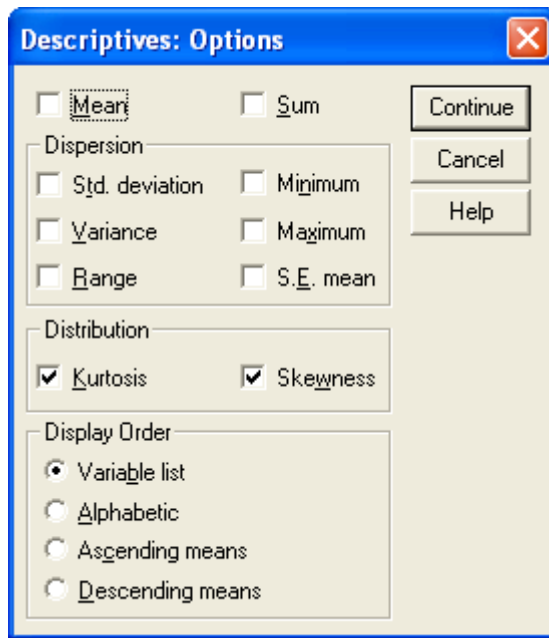 Descriptives: Options
Mean Sum Continue
Dispersion Cancel
Std. deviation Minimum
Help
Variance Maximum
Range S.E. mean
Distribution
Kurtosis Skewness
Display Order
Variable list
Alphabetic
Ascending means
Descending means